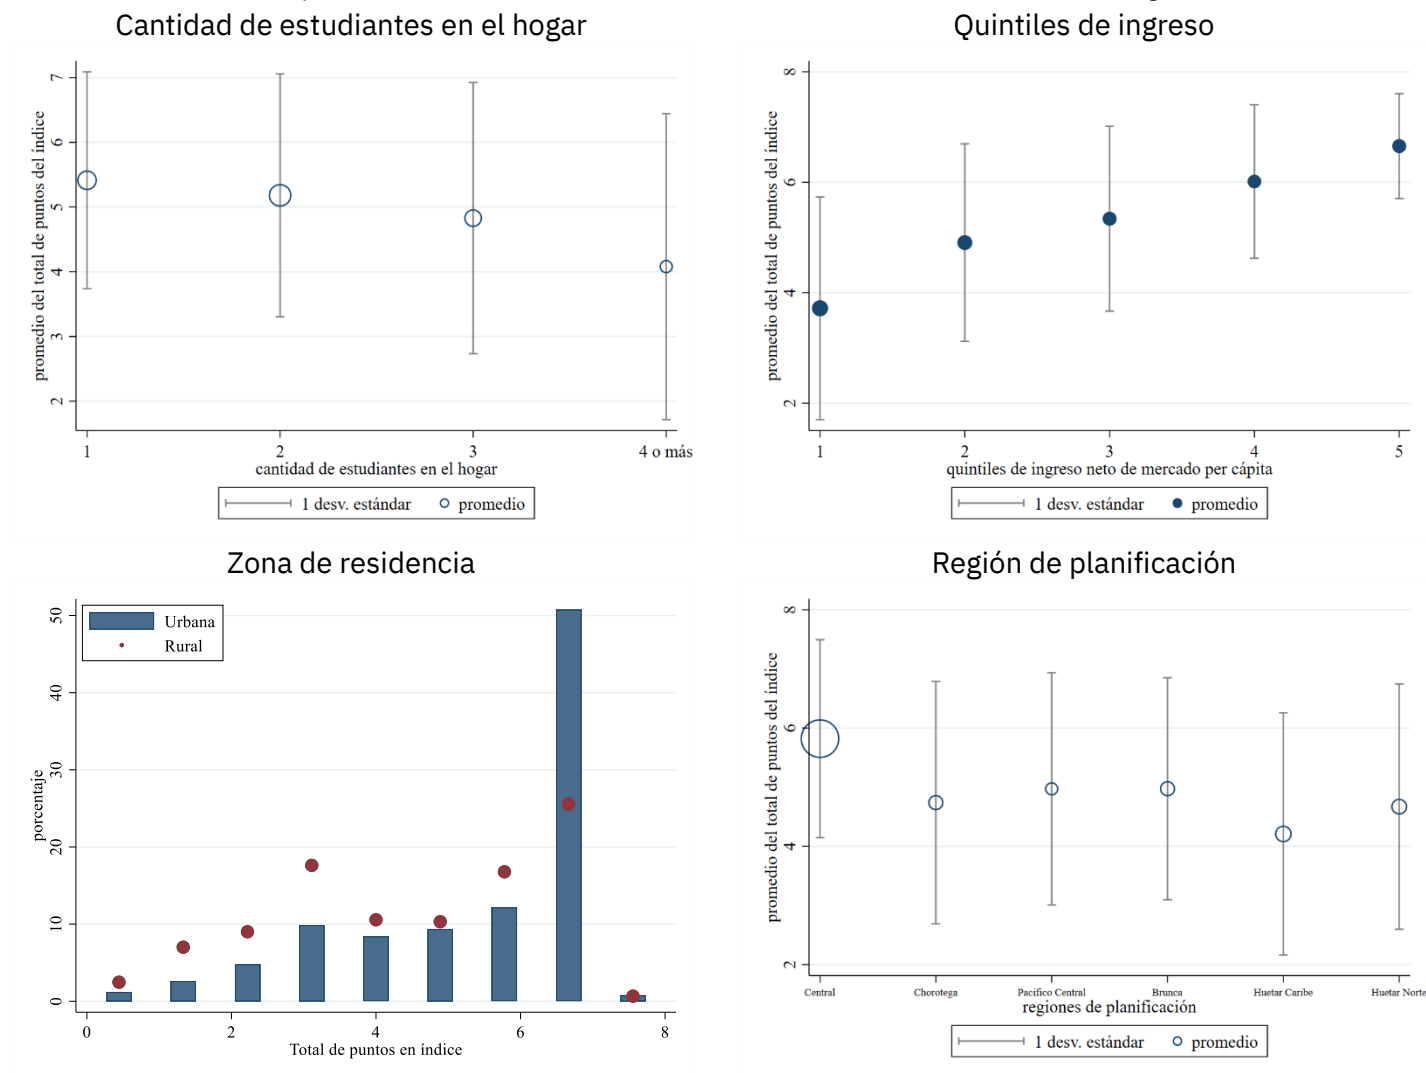 Cantidad de estudiantes en el hogar
promedio del total de puntos del índice
7
6
5
4
3
2
1 2 3 4 o más
cantidad de estudiantes en el hogar
1 desv. estándar promedio
Quintiles de ingreso
promedio del total de puntos del índice
8
6
4
2
1 2 3 4 5
quintiles de ingreso neto de mercado per cápita
1 desv. estándar promedio
Zona de residencia
Urbana
Rural
porcentaje
50
40
30
20
10
0
0 2 4 6 8
Total de puntos en índice
Región de planificación
promedio del total de puntos del índice
8
6
4
2
Central Chorotega Pacífico Central Brunca Huetar Caribe Huetar Norte
regiones de planificación
1 desv. estándar promedio